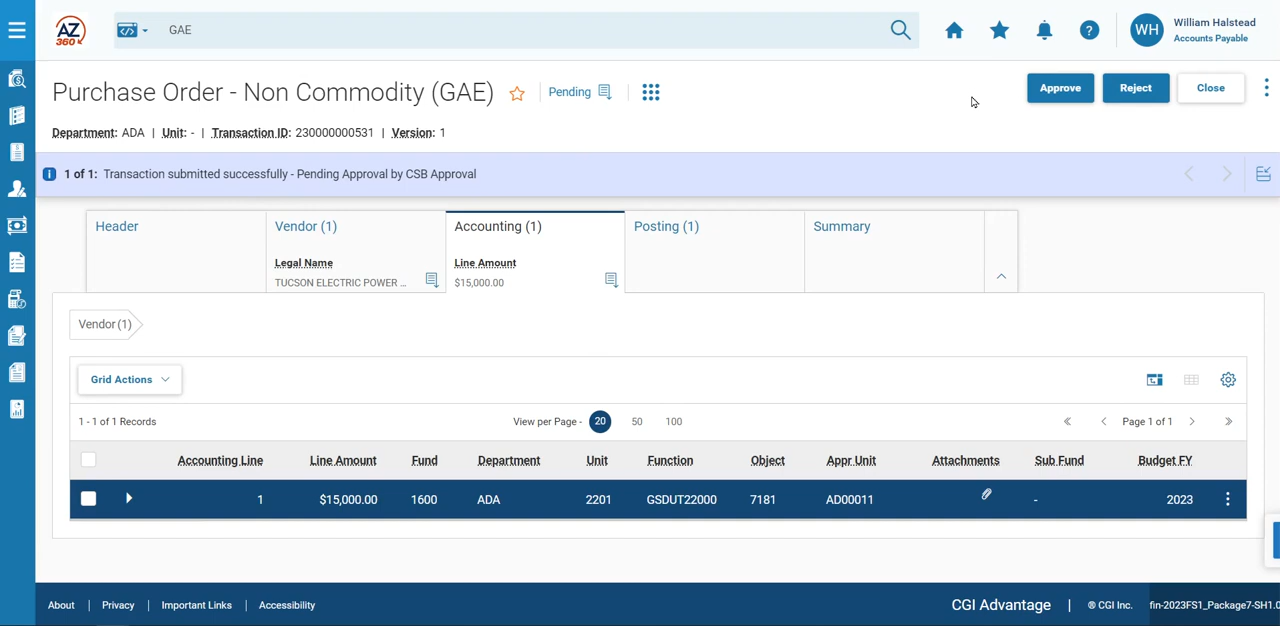 AZ
360
GAE
WH
William Halstead
Accounts Payable
Purchase Order - Non Commodity (GAE)
Pending
Approve
Reject
Close
Department: ADA | Unit: - | Transaction ID: 230000000531 | Version: 1
1 of 1: Transaction submitted successfully - Pending Approval by CSB Approval
Header
Vendor (1)
Accounting (1)
Posting (1)
Summary
Legal Name
Line Amount
TUCSON ELECTRIC POWER ...
$15,000.00
Vendor (1)
Grid Actions
1 - 1 of 1 Records
View per Page - 20 50 100
Page 1 of 1
Accounting Line Line Amount Fund Department Unit Function Object Appr Unit Attachments Sub Fund Budget FY
1 $15,000.00 1600 ADA 2201 GSDUT22000 7181 AD00011 - 2023
About | Privacy | Important Links | Accessibility
CGI Advantage | ® CGI Inc. fin-2023FS1_Package7-SH1.0